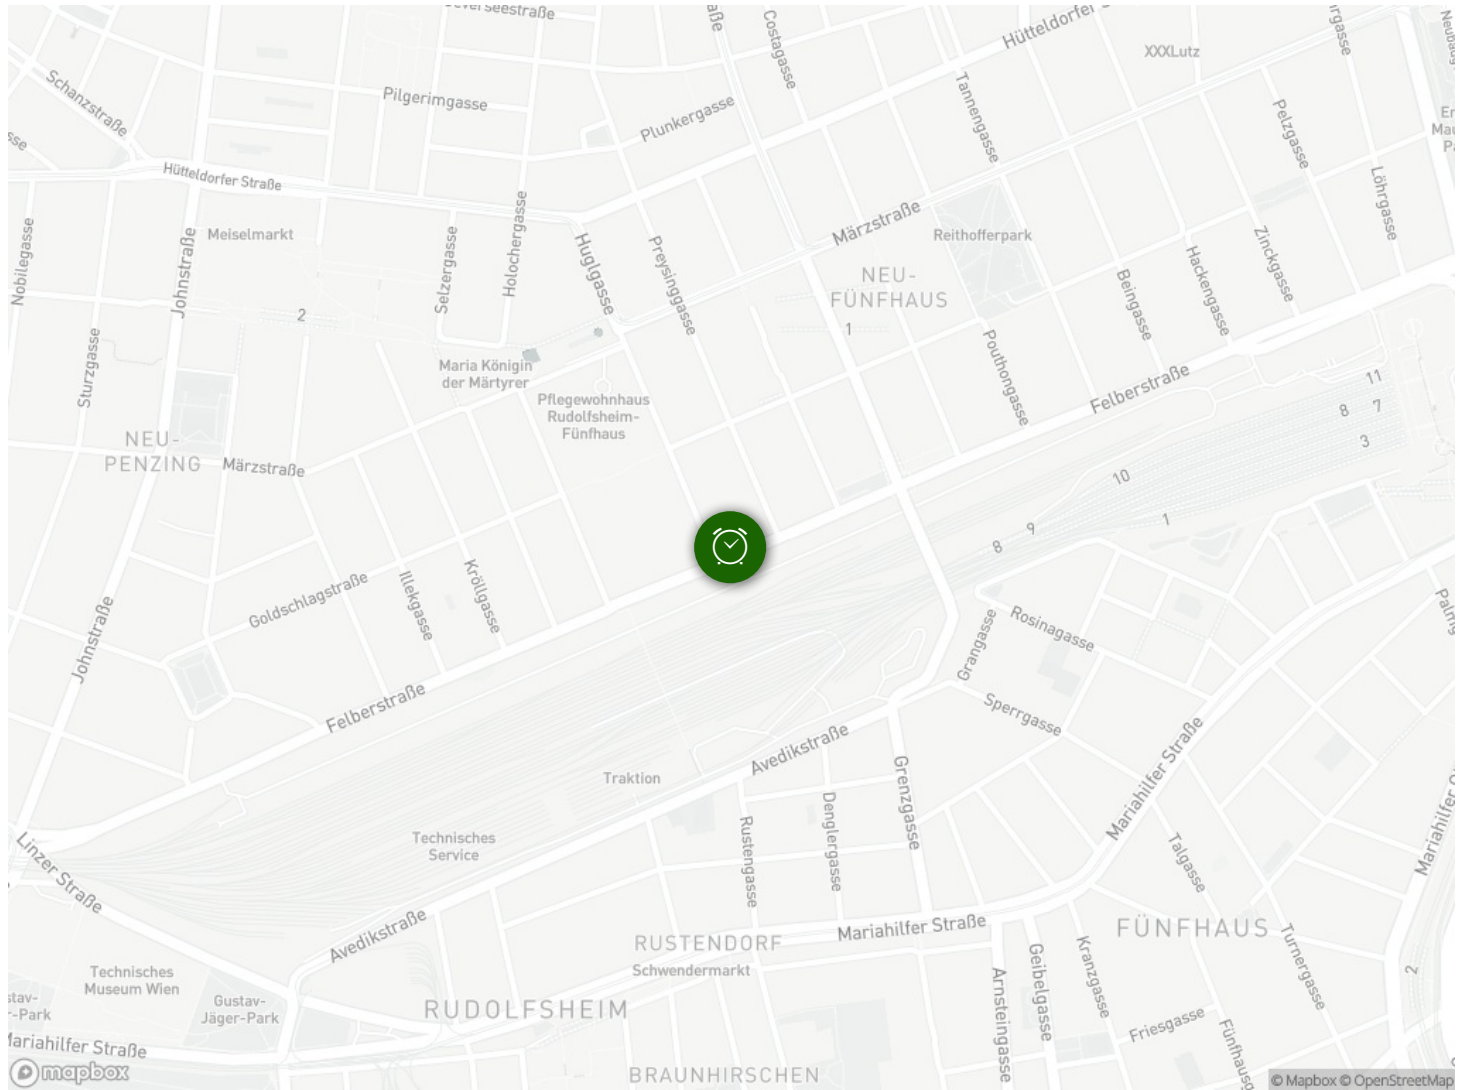 Hütteldorfer
Costagasse
XXXLutz
Schanzstraße
Pilgerimgasse
Plunkergasse
Tannengasse
Pelzgasse
Hütteldorfer Straße
Nobilegasse
Meiselmarkt
Johnstraße
Selzergasse
Holochergasse
Huglgasse
Preysinggasse
Märzstraße
Reithofferpark
Löhrgasse
Zinckgasse
Hackengasse
Beingasse
NEU-
FÜNFHAUS
2
1
Sturzgasse
Maria Königin
der Märtyrer
Pflegewohnhaus
Rudolfsheim-
Fünfhaus
Pouthongasse
Felberstraße
11
8
7
3
10
9
8
1
NEU-
PENZING
Märzstraße
Goldschlagstraße
Illekgasse
Kröllgasse
Johnstraße
Felberstraße
Grangasse
Rosinagasse
Sperrgasse
Avedikstraße
Traktion
Technisches
Service
Rustengasse
Denglergasse
Grenzgasse
Mariahilfer Straße
Talgasse
Linzer Straße
Avedikstraße
RUSTENDORF
Schwendermarkt
Mariahilfer Straße
FÜNFHAUS
Turnergasse
2
Technisches
Museum Wien
Gustav-
Jäger-Park
RUDOLFSHEIM
Arnsteingasse
Geibelgasse
Kranzgasse
Friesgasse
BRAUNHIRSCHEN
mapbox
© Mapbox © OpenStreetMap